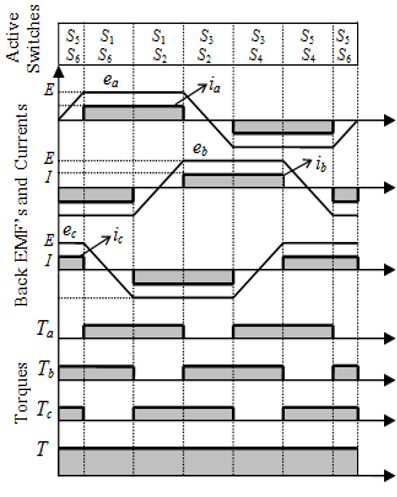 Active Switches
S5 S1 S1 S3 S3 S5 S5
S6 S6 S2 S2 S4 S4 S6
Back EMF's and Currents
E ea ia
E eb ib
I
E ec ic
I
Torques
Ta
Tb
Tc
T